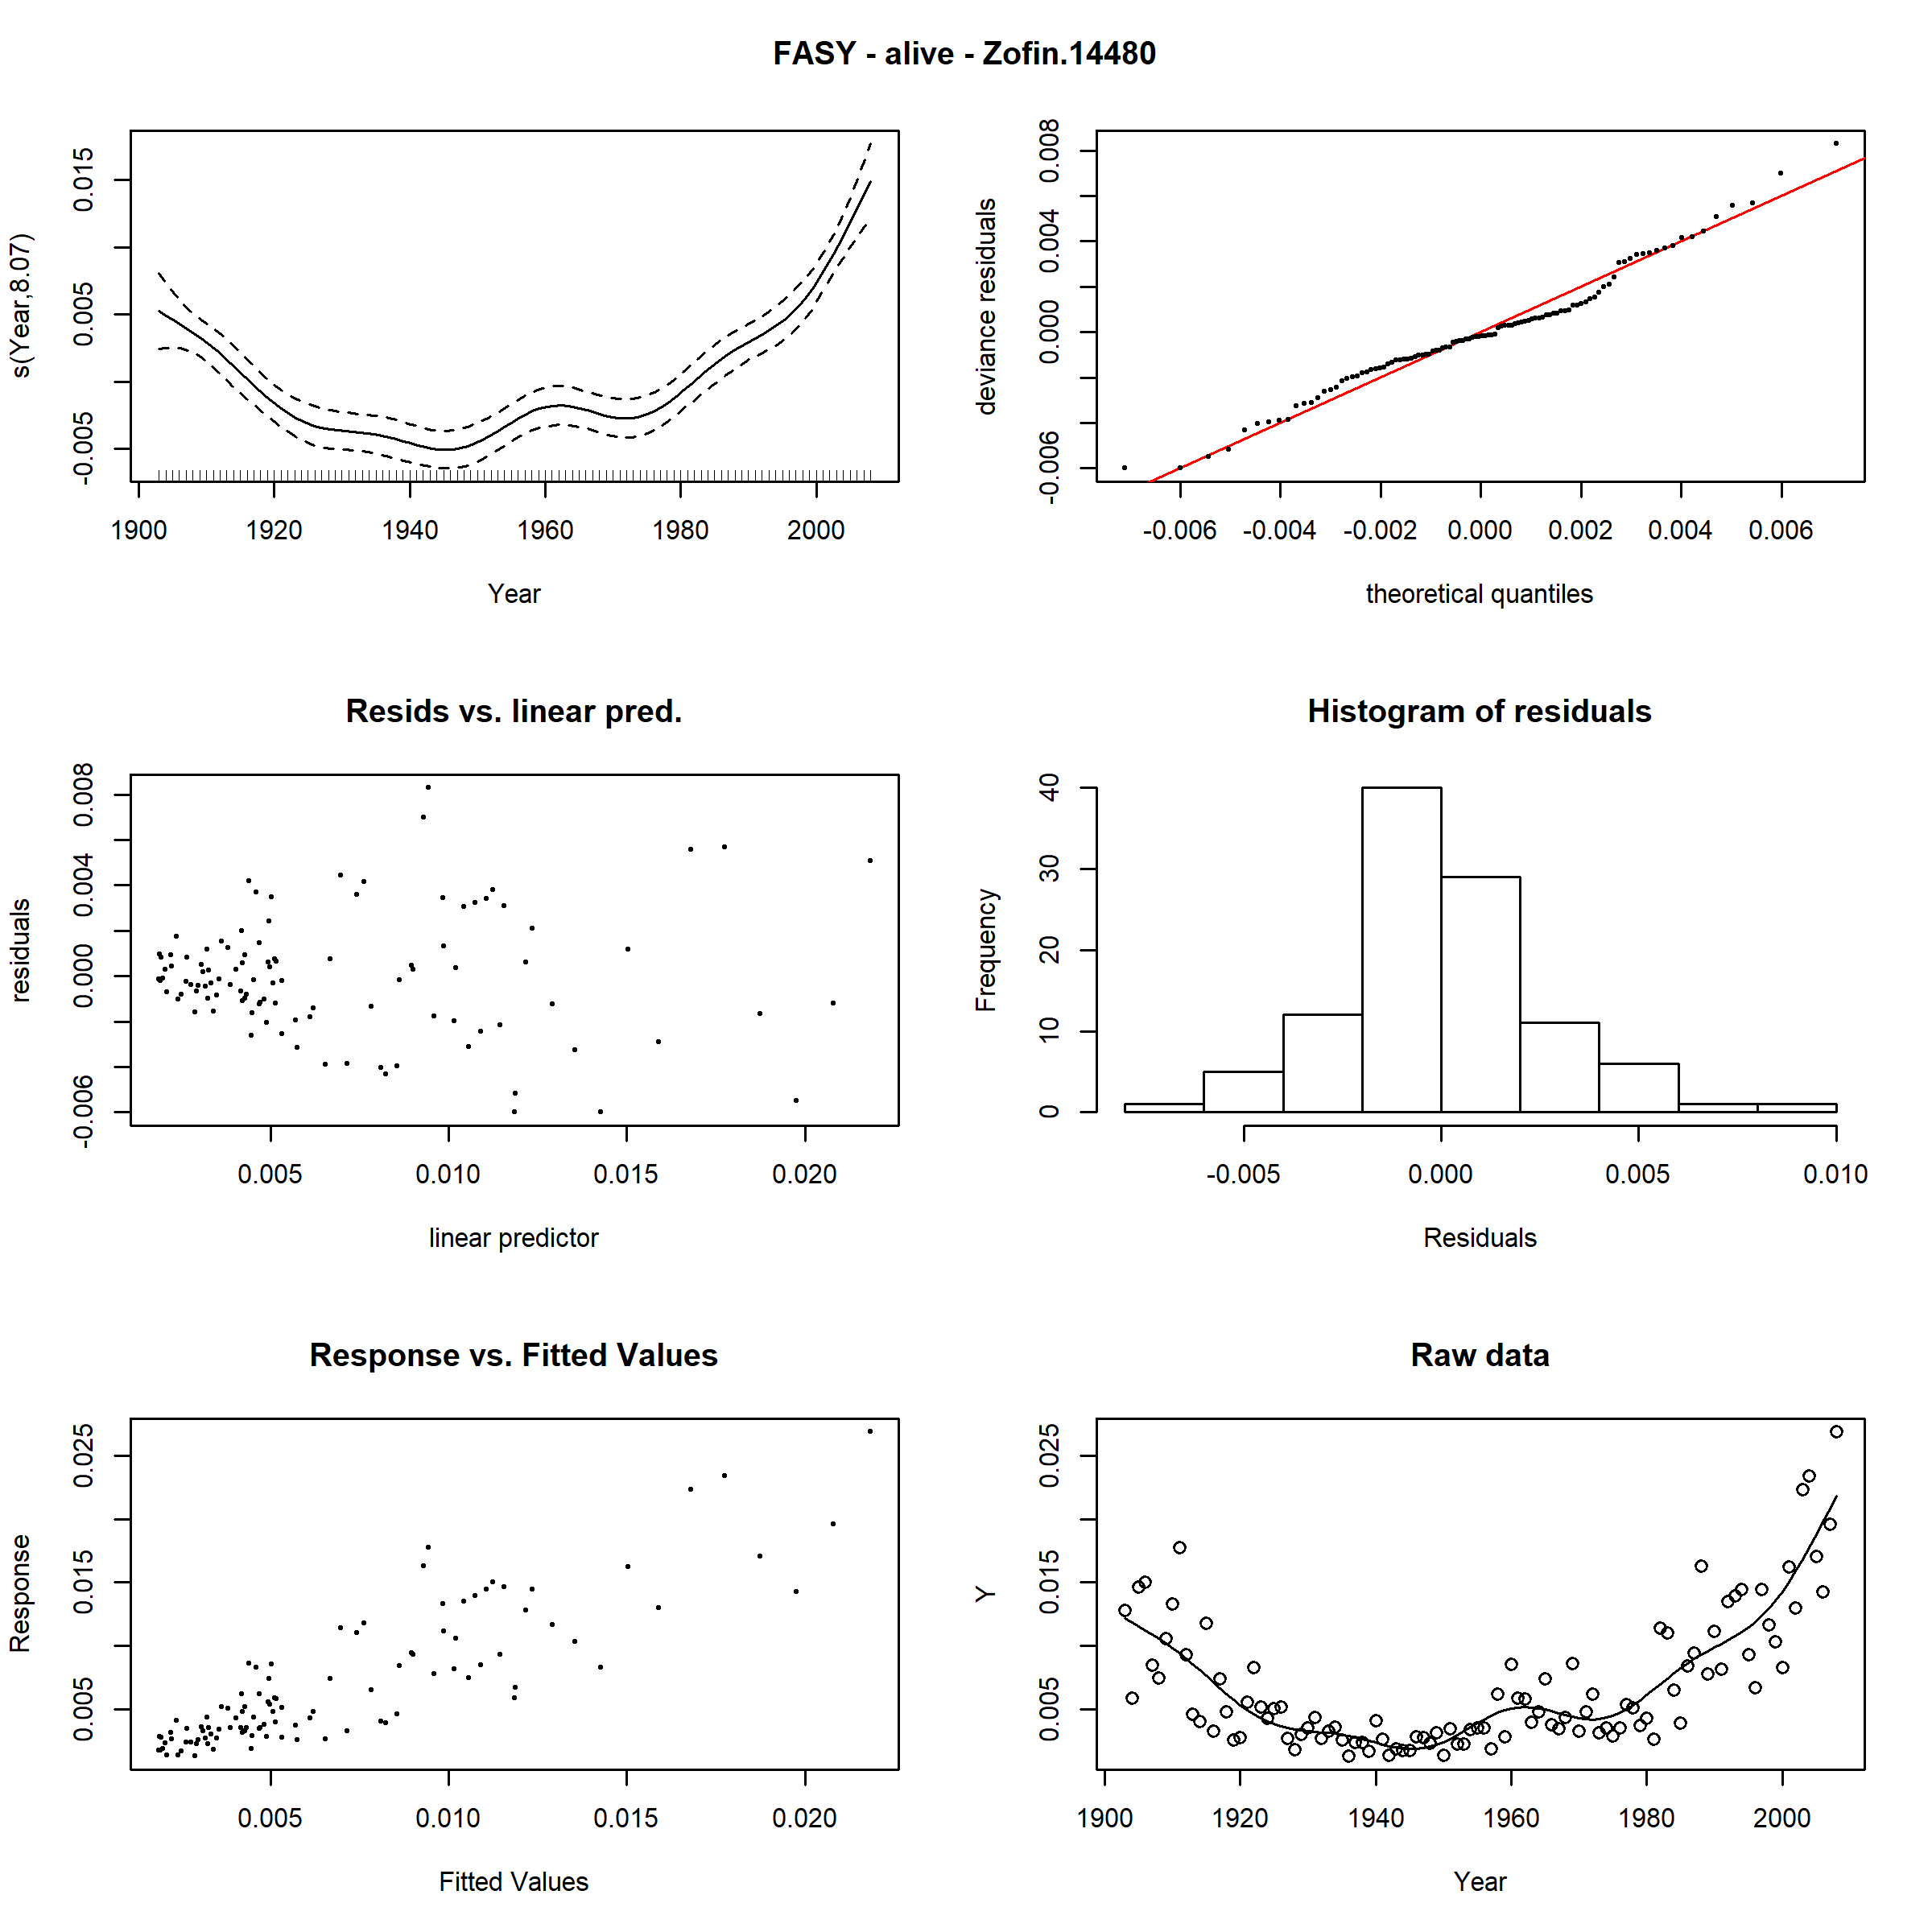 FASY - alive - Zofin.14480
s(Year,8.07)
-0.005 0.005 0.015
1900 1920 1940 1960 1980 2000
Year
deviance residuals
-0.006 0.000 0.004 0.008
-0.006 -0.004 -0.002 0.000 0.002 0.004 0.006
theoretical quantiles
Resids vs. linear pred.
residuals
-0.006 0.000 0.004 0.008
0.005 0.010 0.015 0.020
linear predictor
Histogram of residuals
Frequency
0 10 20 30 40
-0.005 0.000 0.005 0.010
Residuals
Response vs. Fitted Values
Response
0.005 0.015 0.025
0.005 0.010 0.015 0.020
Fitted Values
Raw data
Y
0.005 0.015 0.025
1900 1920 1940 1960 1980 2000
Year